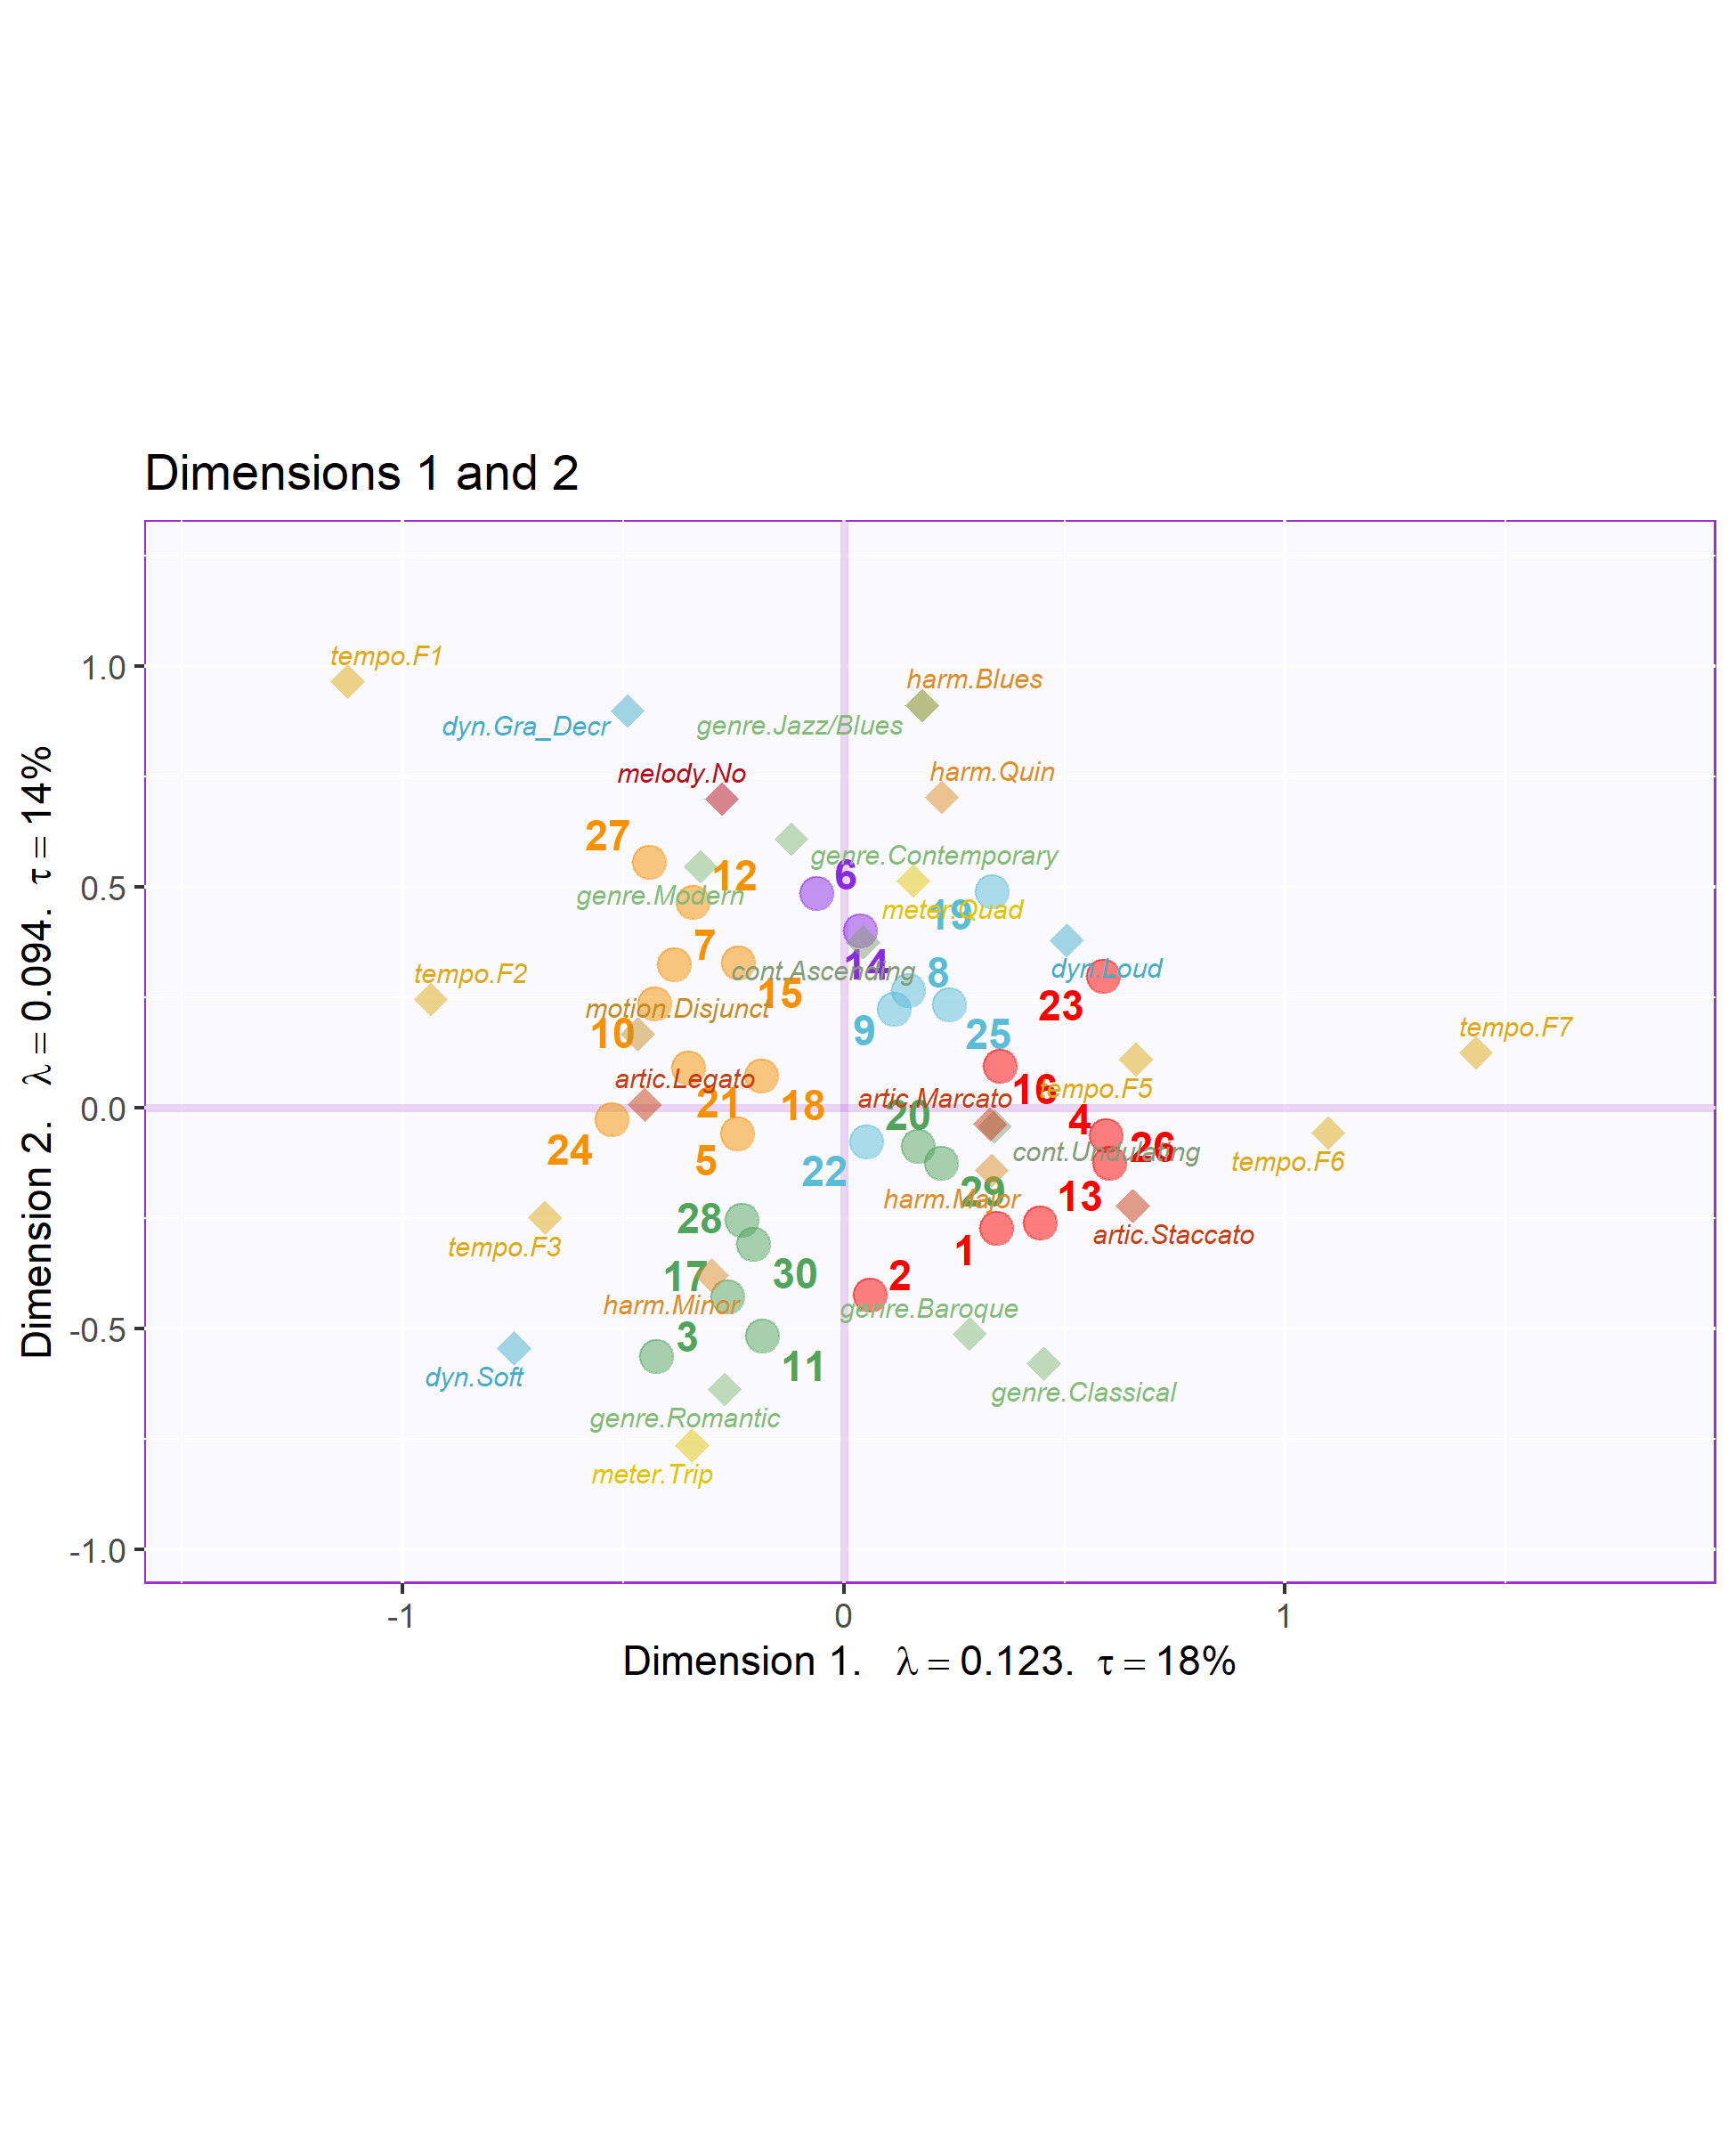 Dimensions 1 and 2
tempo.F1
1.0
harm.Blues
dyn.Gra_Decr
genre.Jazz/Blues
melody.No
harm.Quin
27
genre.Contemporary
12
6
0.5
genre.Modern
meter.Quad
19
7
14
cont.Ascending
8
dyn.Loud
tempo.F2
15
23
motion.Disjunct
10
9
25
tempo.F7
artic.Legato
16
tempo.F5
21
18
artic.Marcato
0.0
20
4
24
5
22
26
cont.Undulating
tempo.F6
29
harm.Major
13
28
artic.Staccato
tempo.F3
1
17
30
2
harm.Minor
genre.Baroque
-0.5
3
11
dyn.Soft
genre.Classical
genre.Romantic
meter.Trip
-1.0
-1
0
1
Dimension 1. λ = 0.123. τ = 18%
Dimension 2. λ = 0.094. τ = 14%